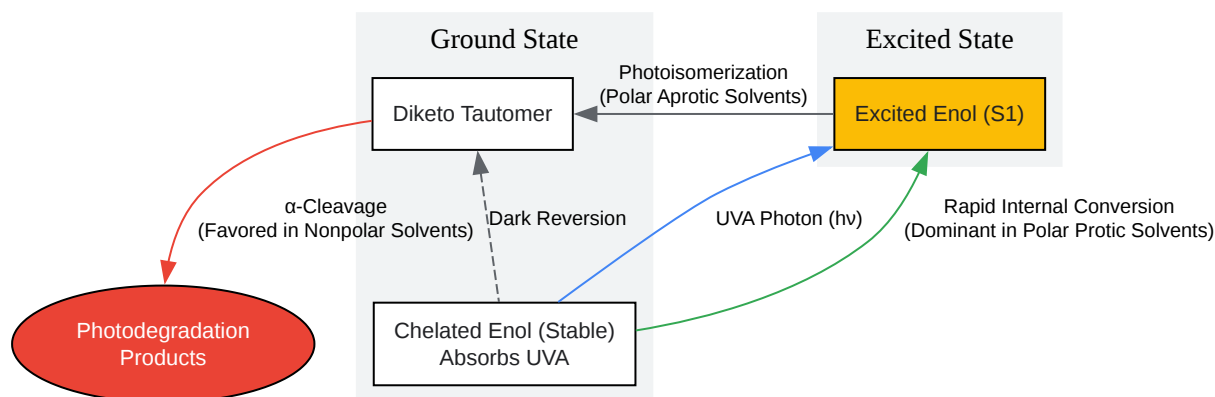 Ground State
Excited State
Photoisomerization
(Polar Aprotic Solvents)
Diketo Tautomer
Excited Enol (S1)
α-Cleavage
(Favored in Nonpolar Solvents)
Dark Reversion
UVA Photon (hν)
Rapid Internal Conversion
(Dominant in Polar Protic Solvents)
Photodegradation
Products
Chelated Enol (Stable)
Absorbs UVA